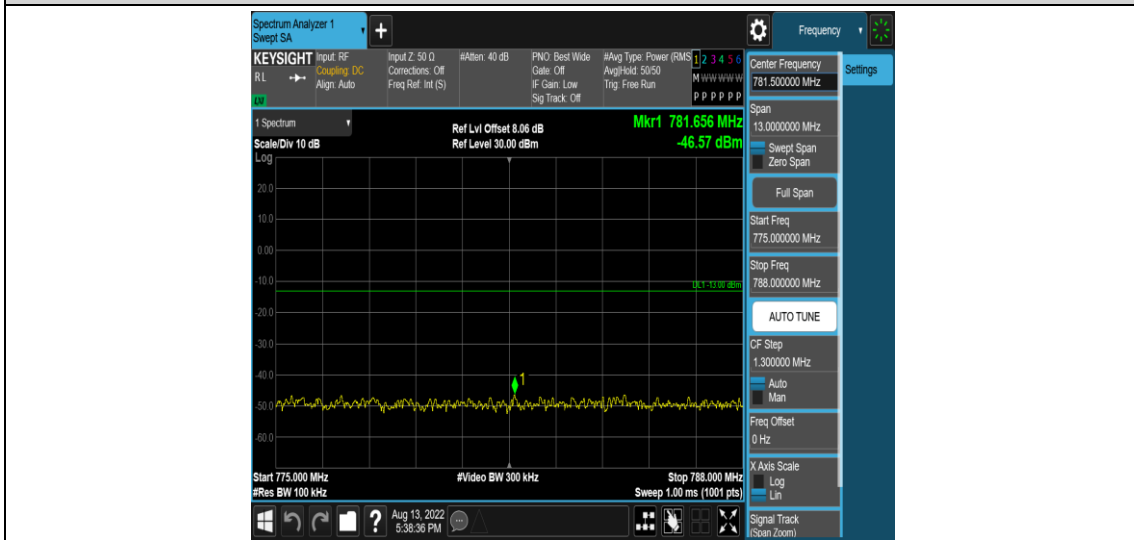 Spectrum Analyzer 1
Swept SA
+
Frequency
KEYSIGHT
RL
Input: RF
Coupling: DC
Align: Auto
Input Z: 50 Ω
Corrections: Off
Freq Ref: Int (S)
#Atten: 40 dB
PNO: Best Wide
Gate: Off
IF Gain: Low
Sig Track: Off
#Avg Type: Power (RMS
Avg|Hold: 50/50
Trig: Free Run
1 2 3 4 5 6
M W W W W W
P P P P P P
1 Spectrum
Scale/Div 10 dB
Log
Ref Lvl Offset 8.06 dB
Ref Level 30.00 dBm
Mkr1 781.656 MHz
-46.57 dBm
20.0
10.0
0.00
-10.0
DL1 -13.00 dBm
-20.0
-30.0
-40.0
1
-50.0
-60.0
Start 775.000 MHz
#Res BW 100 kHz
#Video BW 300 kHz
Stop 788.000 MHz
Sweep 1.00 ms (1001 pts)
?
Aug 13, 2022
5:38:36 PM
Center Frequency
781.500000 MHz
Settings
Span
13.0000000 MHz
Swept Span
Zero Span
Full Span
Start Freq
775.000000 MHz
Stop Freq
788.000000 MHz
AUTO TUNE
CF Step
1.300000 MHz
Auto
Man
Freq Offset
0 Hz
X Axis Scale
Log
Lin
Signal Track
(Span Zoom)